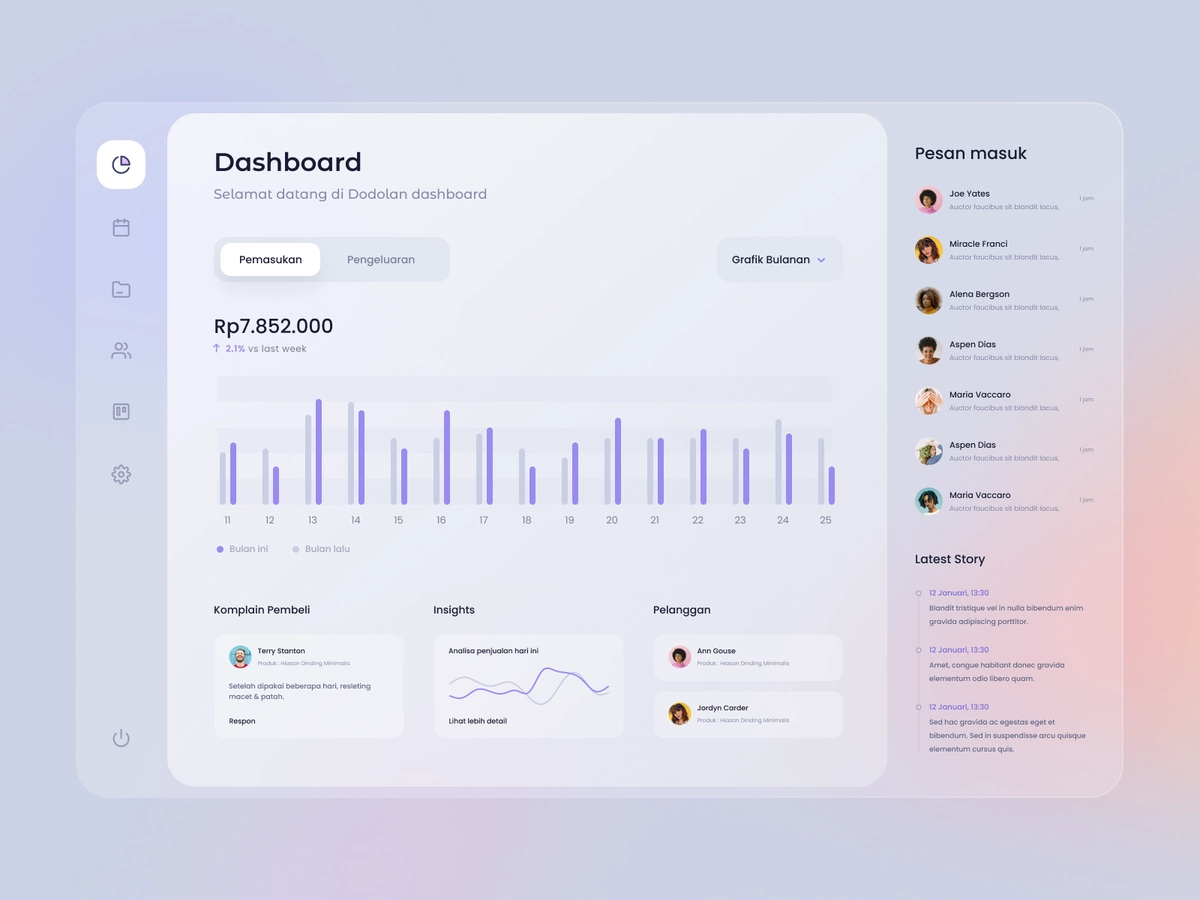 Dashboard
Selamat datang di Dodolan dashboard
Pemasukan
Pengeluaran
Grafik Bulanan
Rp7.852.000
2.1% vs last week
11 12 13 14 15 16 17 18 19 20 21 22 23 24 25
Bulan ini
Bulan lalu
Komplain Pembeli
Terry Stanton
Produk : Hiasan Dinding Minimalis
Setelah dipakai beberapa hari, resleting
macet & patah.
Respon
Insights
Analisa penjualan hari ini
Lihat lebih detail
Pelanggan
Ann Gouse
Produk : Hiasan Dinding Minimalis
Jordyn Carder
Produk : Hiasan Dinding Minimalis
Pesan masuk
Joe Yates
Auctor faucibus sit blandit lacus,
1 jam
Miracle Franci
Auctor faucibus sit blandit lacus,
1 jam
Alena Bergson
Auctor faucibus sit blandit lacus,
1 jam
Aspen Dias
Auctor faucibus sit blandit lacus,
1 jam
Maria Vaccaro
Auctor faucibus sit blandit lacus,
1 jam
Aspen Dias
Auctor faucibus sit blandit lacus,
1 jam
Maria Vaccaro
Auctor faucibus sit blandit lacus,
1 jam
Latest Story
12 Januari, 13:30
Blandit tristique vel in nulla bibendum enim
gravida adipiscing porttitor.
12 Januari, 13:30
Amet, congue habitant donec gravida
elementum odio libero quam.
12 Januari, 13:30
Sed hac gravida ac egestas eget et
bibendum. Sed in suspendisse arcu quisque
elementum cursus quis.